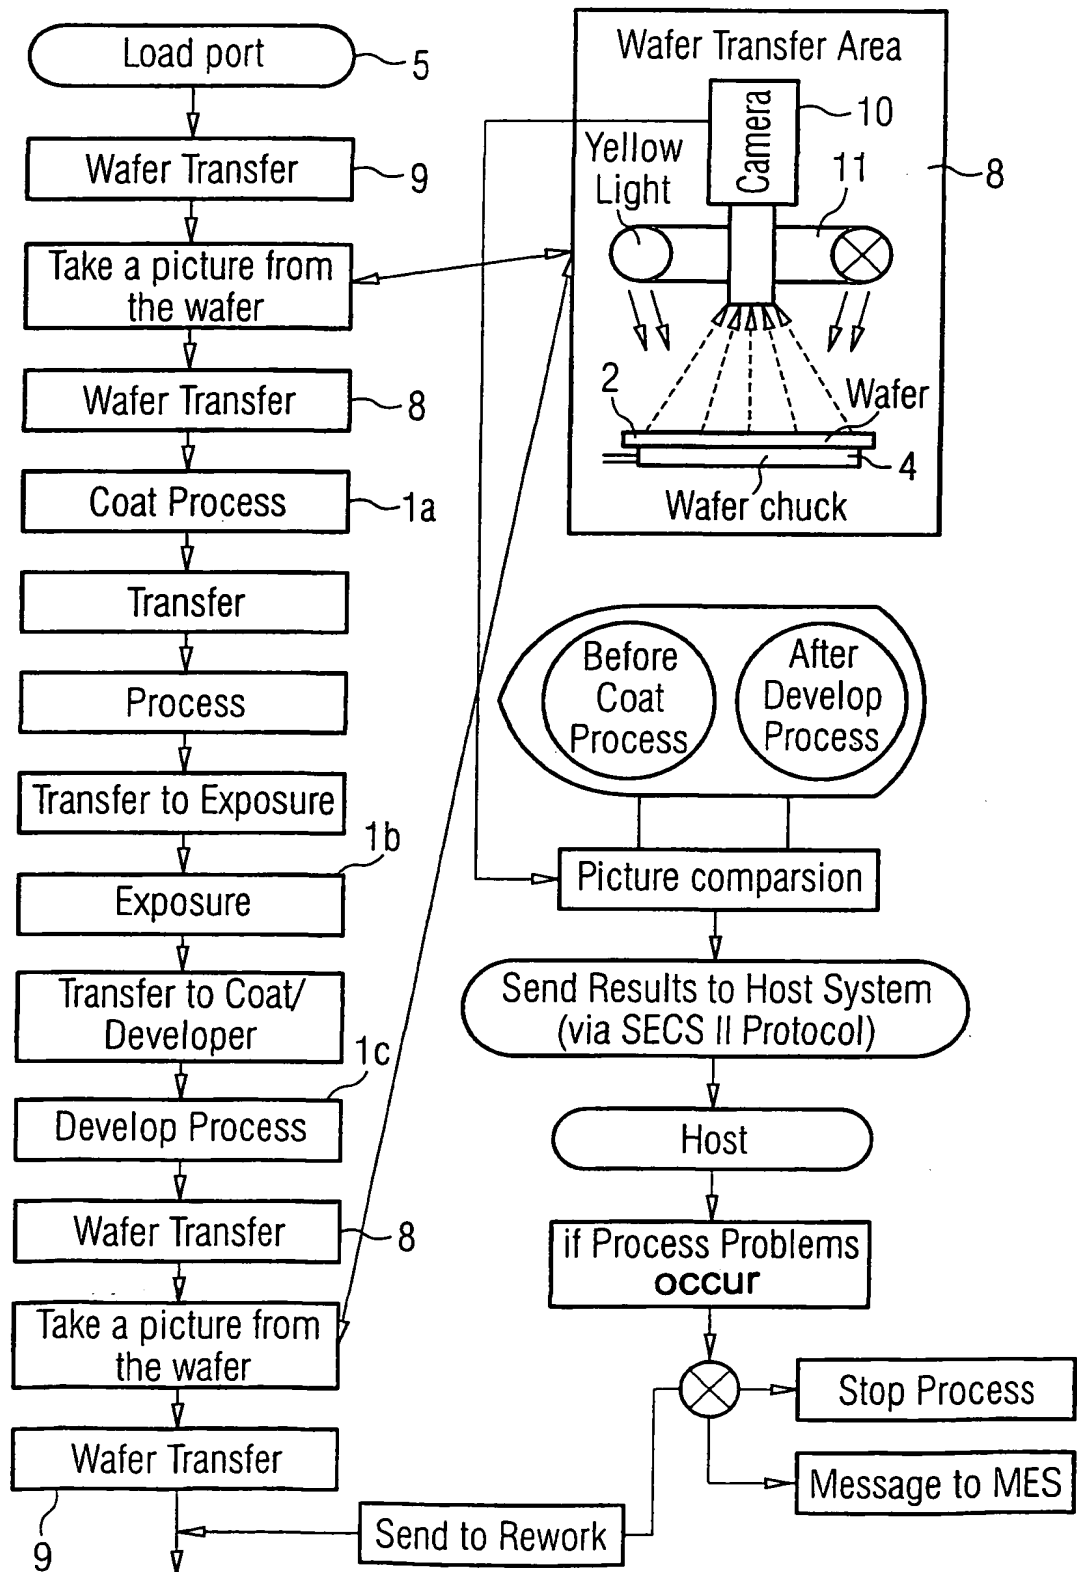 Load port
5
Wafer Transfer
9
Take a picture from
the wafer
Wafer Transfer
8
Coat Process
1a
Transfer
Process
Transfer to Exposure
1b
Exposure
Transfer to Coat/
Developer
1c
Develop Process
Wafer Transfer
8
Take a picture from
the wafer
Wafer Transfer
9
Wafer Transfer Area
Camera
10
Yellow
Light
11
8
2
Wafer
4
Wafer chuck
Before
Coat
Process
After
Develop
Process
Picture comparsion
Send Results to Host System
(via SECS II Protocol)
Host
if Process Problems
occur
Stop Process
Message to MES
Send to Rework